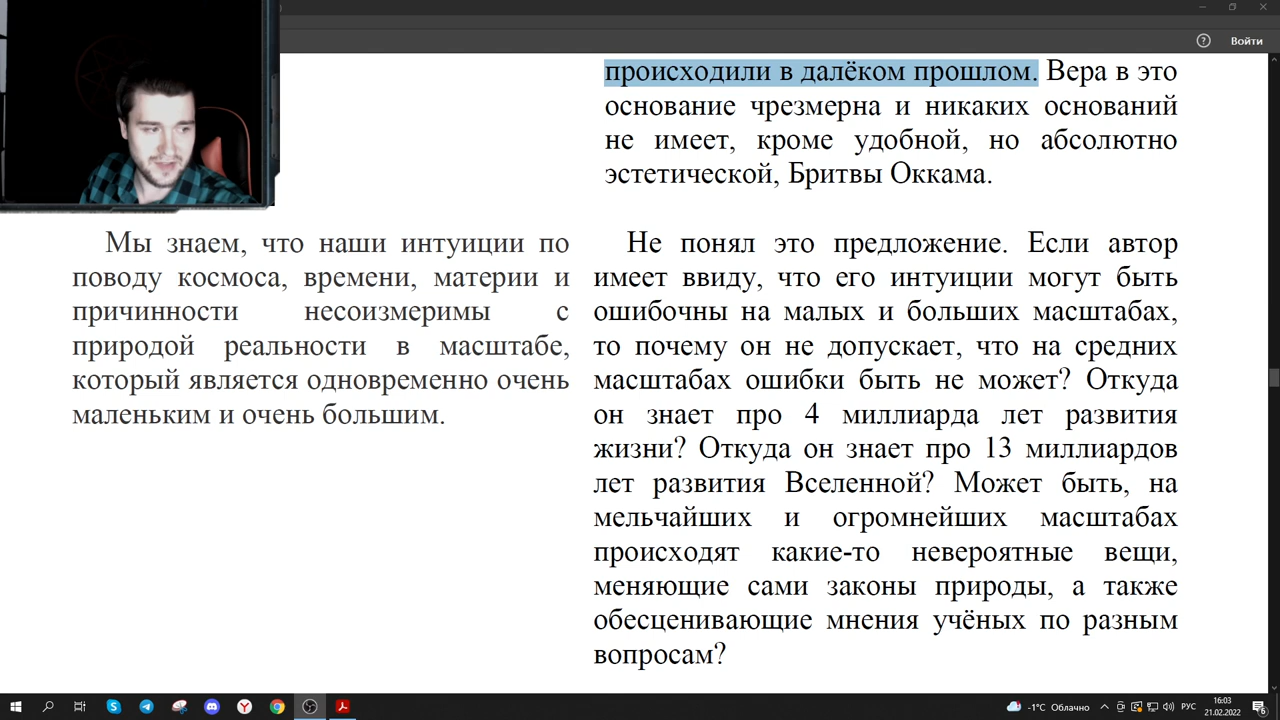 Войти
происходили в далёком прошлом. Вера в это
основание чрезмерна и никаких оснований
не имеет, кроме удобной, но абсолютно
эстетической, Бритвы Оккама.
Мы знаем, что наши интуиции по
поводу космоса, времени, материи и
причинности несоизмеримы с
природой реальности в масштабе,
который является одновременно очень
маленьким и очень большим.
Не понял это предложение. Если автор
имеет ввиду, что его интуиции могут быть
ошибочны на малых и больших масштабах,
то почему он не допускает, что на средних
масштабах ошибки быть не может? Откуда
он знает про 4 миллиарда лет развития
жизни? Откуда он знает про 13 миллиардов
лет развития Вселенной? Может быть, на
мельчайших и огромнейших масштабах
происходят какие-то невероятные вещи,
меняющие сами законы природы, а также
обесценивающие мнения учёных по разным
вопросам?
-1°C Облачно
РУС
16:03
21.02.2022
6